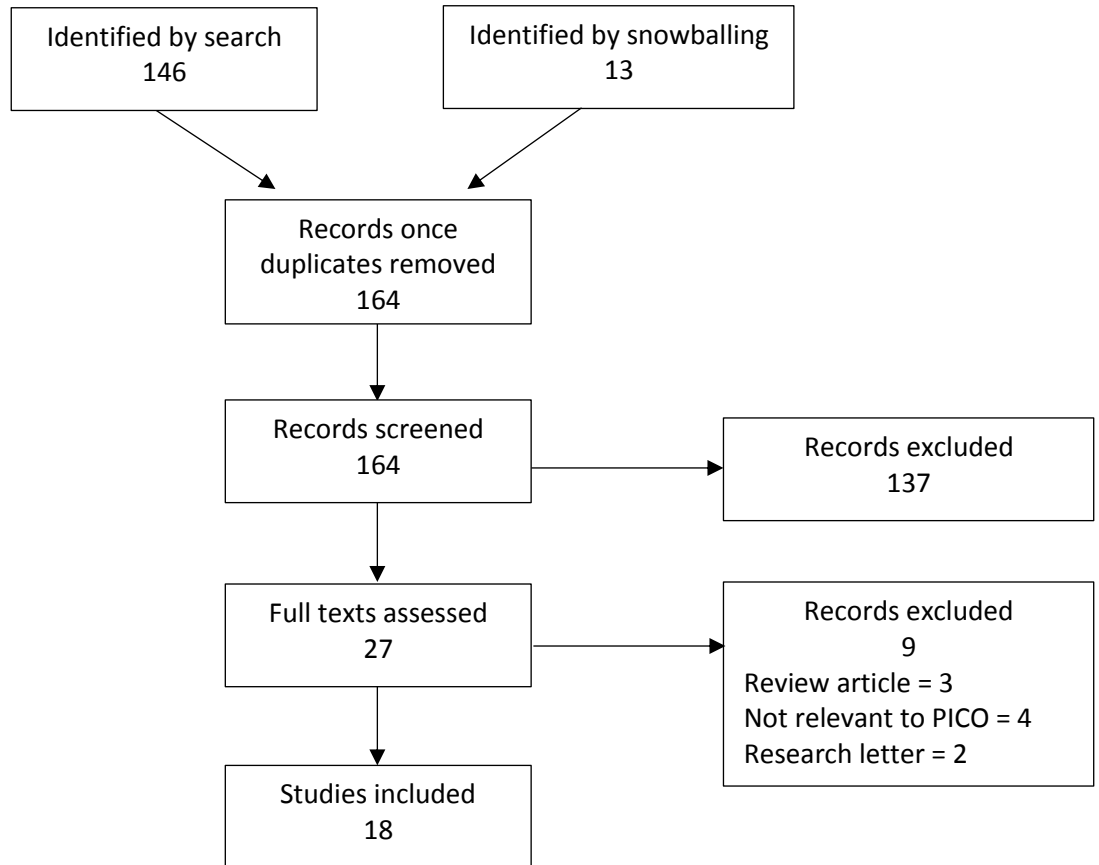 Identified by search
146
Identified by snowballing
13
Records once
duplicates removed
164
Records screened
164
Records excluded
137
Full texts assessed
27
Records excluded
9
Review article = 3
Not relevant to PICO = 4
Research letter = 2
Studies included
18